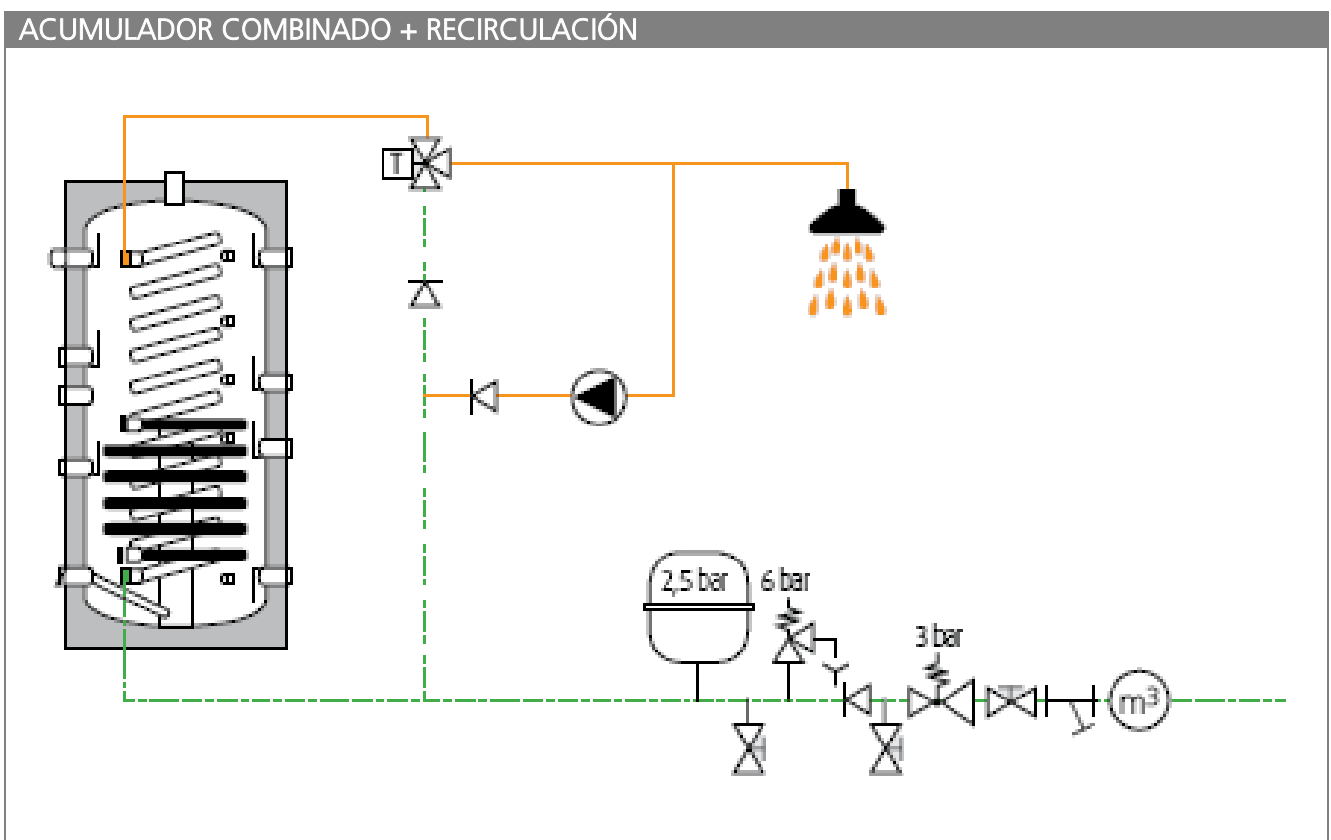 ACUMULADOR COMBINADO + RECIRCULACIÓN
T
2,5 bar
6 bar
3 bar
m³